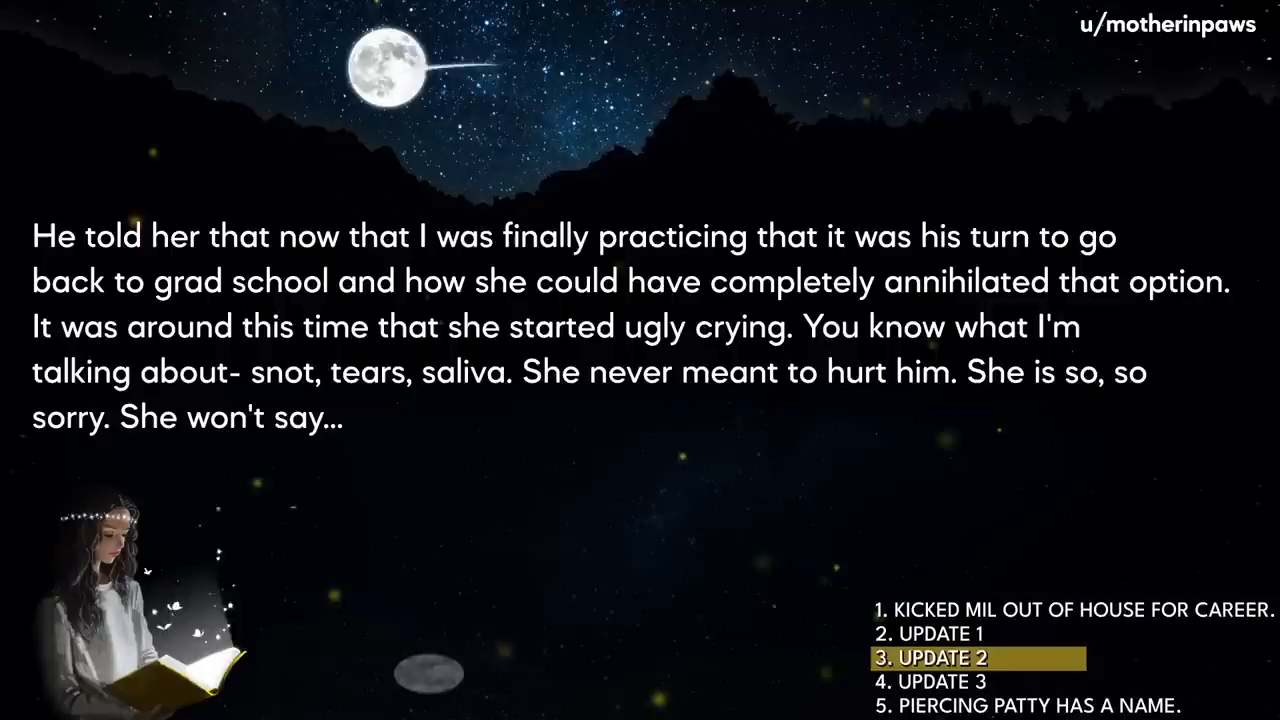 u/motherinpaws
He told her that now that I was finally practicing that it was his turn to go
back to grad school and how she could have completely annihilated that option.
It was around this time that she started ugly crying. You know what I'm
talking about- snot, tears, saliva. She never meant to hurt him. She is so, so
sorry. She won't say...
1. KICKED MIL OUT OF HOUSE FOR CAREER.
2. UPDATE 1
3. UPDATE 2
4. UPDATE 3
5. PIERCING PATTY HAS A NAME.